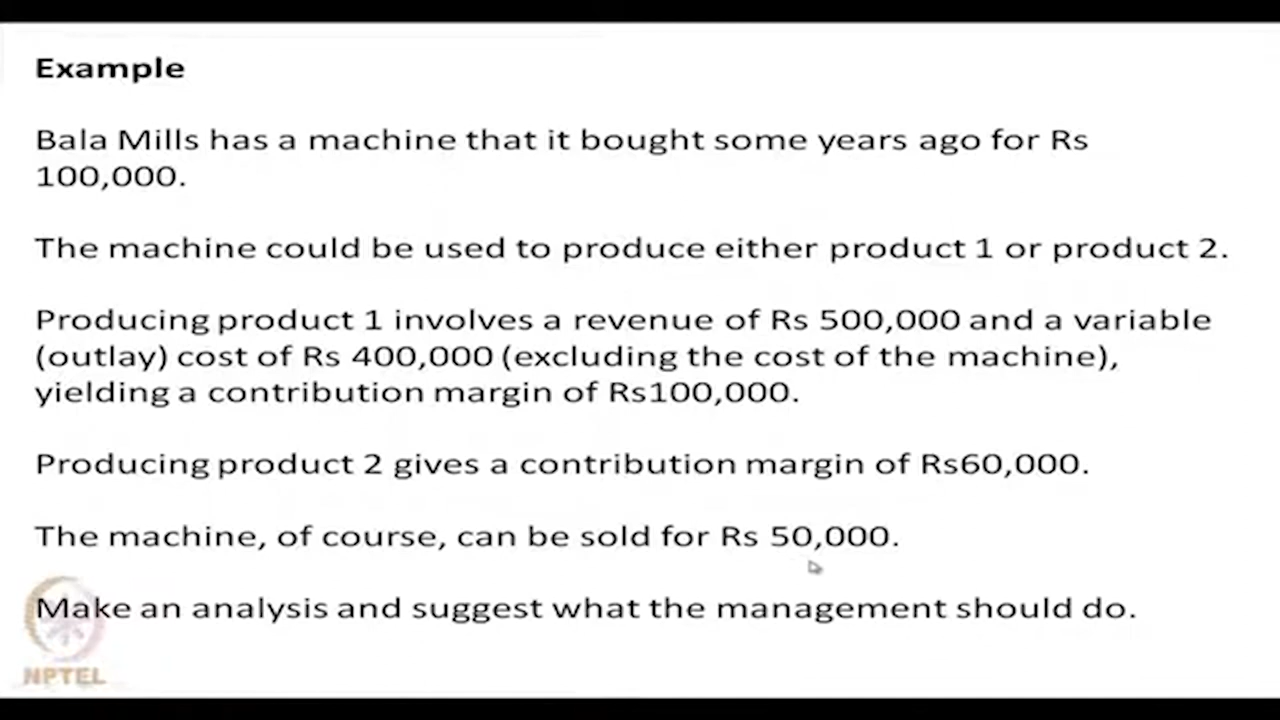 Example
Bala Mills has a machine that it bought some years ago for Rs
100,000.
The machine could be used to produce either product 1 or product 2.
Producing product 1 involves a revenue of Rs 500,000 and a variable
(outlay) cost of Rs 400,000 (excluding the cost of the machine),
yielding a contribution margin of Rs100,000.
Producing product 2 gives a contribution margin of Rs60,000.
The machine, of course, can be sold for Rs 50,000.
Make an analysis and suggest what the management should do.
NPTEL